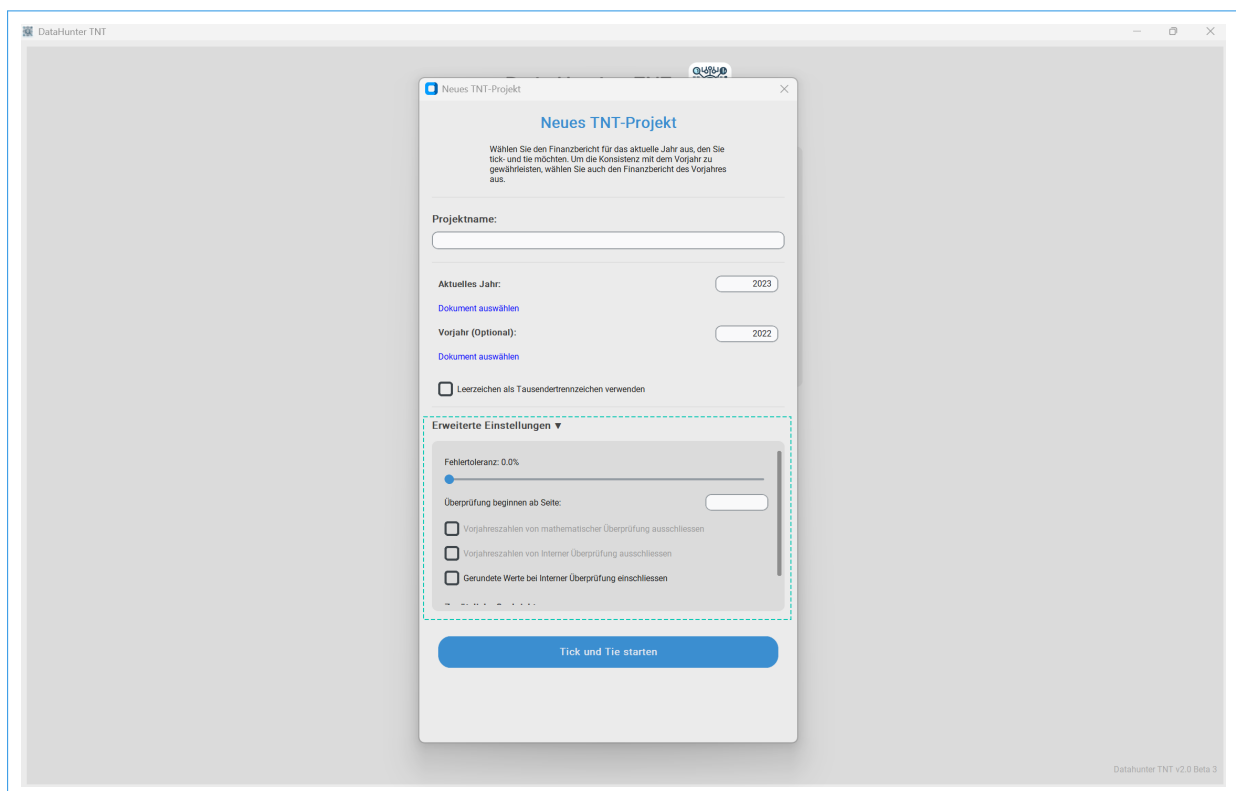 DataHunter TNT
Neues TNT-Projekt
Neues TNT-Projekt
Wählen Sie den Finanzbericht für das aktuelle Jahr aus, den Sie
tick- und tie möchten. Um die Konsistenz mit dem Vorjahr zu
gewährleisten, wählen Sie auch den Finanzbericht des Vorjahres
aus.
Projektname:
Aktuelles Jahr: 2023
Dokument auswählen
Vorjahr (Optional): 2022
Dokument auswählen
Leerzeichen als Tausendertrennzeichen verwenden
Erweiterte Einstellungen ▼
Fehlertoleranz: 0.0%
Überprüfung beginnen ab Seite:
Vorjahreszahlen von mathematischer Überprüfung ausschliessen
Vorjahreszahlen von Interner Überprüfung ausschliessen
Gerundete Werte bei Interner Überprüfung einschliessen
Tick und Tie starten
Datahunter TNT v2.0 Beta 3